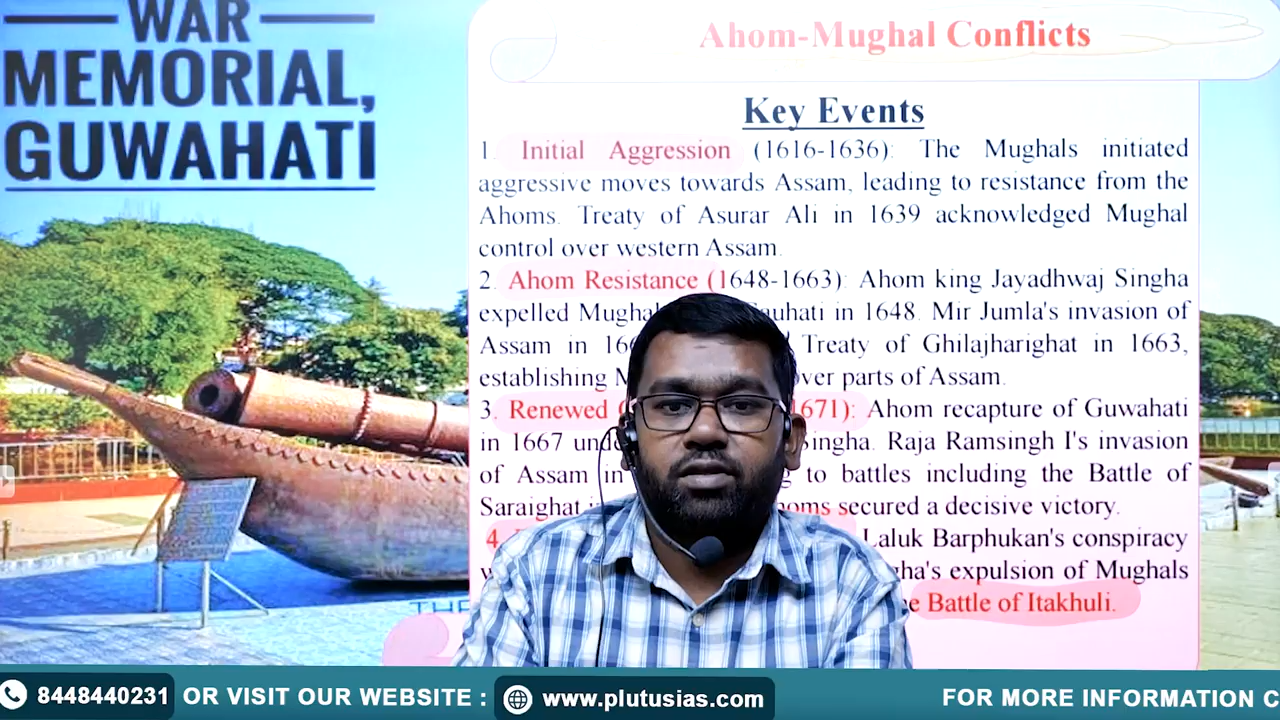 WAR
MEMORIAL,
GUWAHATI
Ahom-Mughal Conflicts
Key Events
1. Initial Aggression (1616-1636): The Mughals initiated
aggressive moves towards Assam, leading to resistance from the
Ahoms. Treaty of Asurar Ali in 1639 acknowledged Mughal
control over western Assam.
2. Ahom Resistance (1648-1663): Ahom king Jayadhwaj Singha
expelled in 1648. Mir Jumla's invasion of
Assam in Treaty of Ghilajharighat in 1663,
establishing over parts of Assam.
3. Renewed 1671): Ahom recapture of Guwahati
in 1667 Singha. Raja Ramsingh I's invasion
of Assam in to battles including the Battle of
Saraighat secured a decisive victory.
4. Laluk Barphukan's conspiracy
expulsion of Mughals
Battle of Itakhuli.
8448440231 OR VISIT OUR WEBSITE : www.plutusias.com FOR MORE INFORMATION C